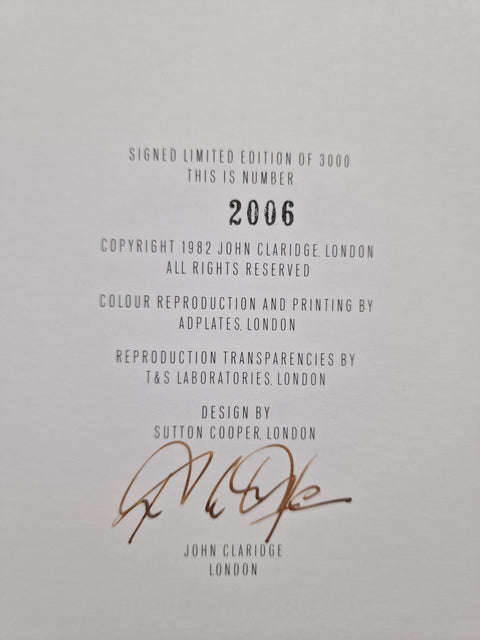 SIGNED LIMITED EDITION OF 3000
THIS IS NUMBER
2006
COPYRIGHT 1982 JOHN CLARIDGE, LONDON
ALL RIGHTS RESERVED
COLOUR REPRODUCTION AND PRINTING BY
ADPLATES, LONDON
REPRODUCTION TRANSPARENCIES BY
T&S LABORATORIES, LONDON
DESIGN BY
SUTTON COOPER, LONDON
JOHN CLARIDGE
LONDON